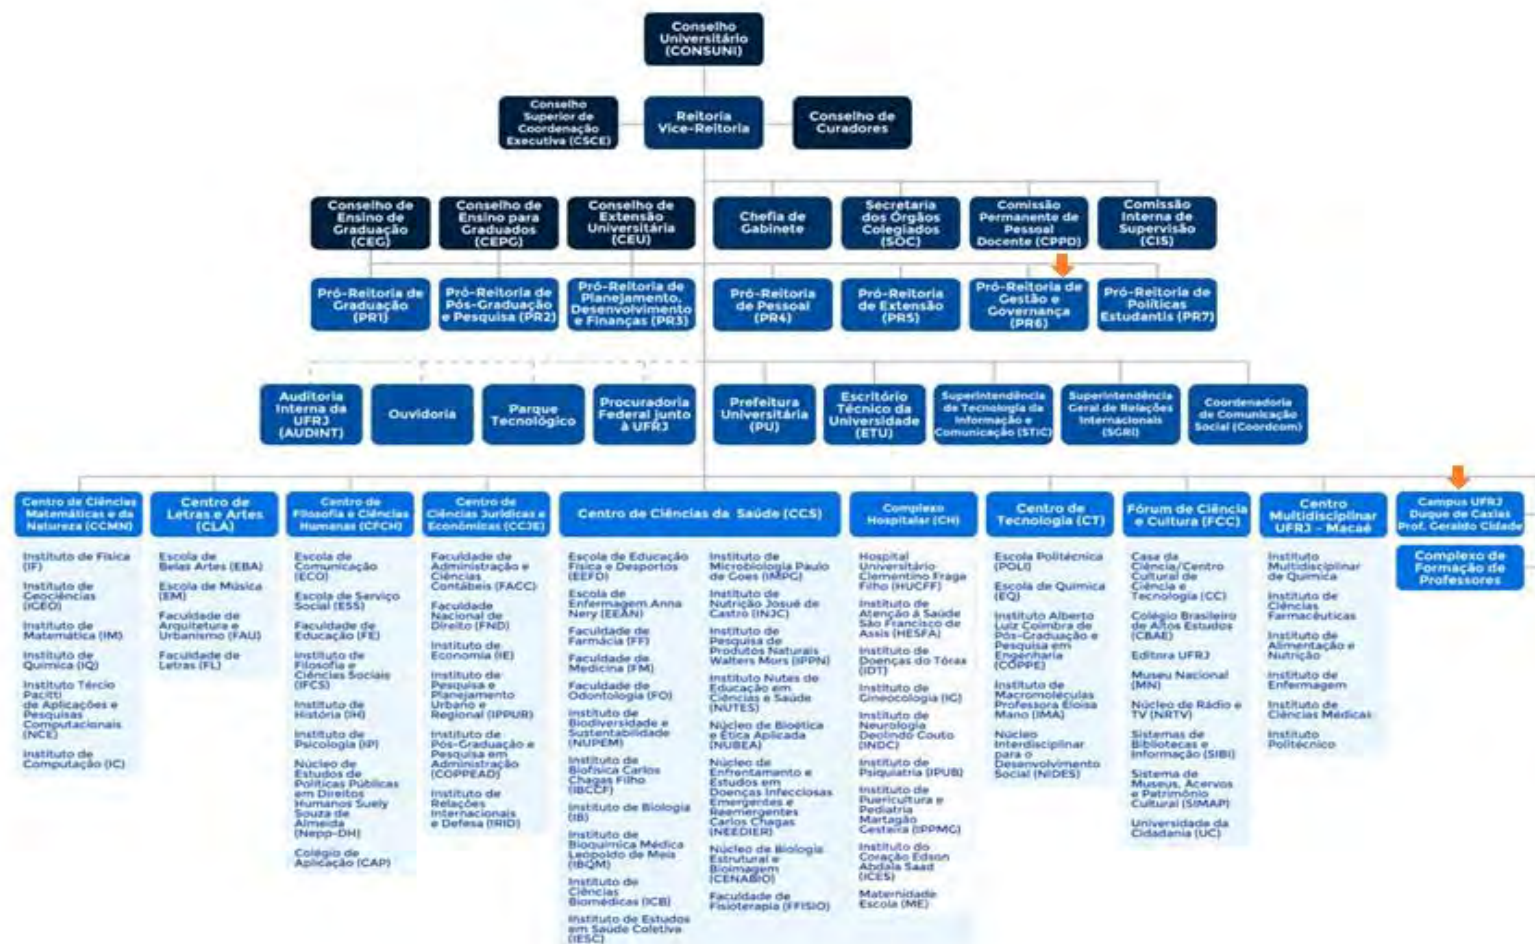 Conselho
Universitário
(CONSUNI)
Conselho
Superior de
Coordenação
Executiva (CSCE)
Reitoria
Vice-Reitoria
Conselho de
Curadores
Conselho de
Ensino de
Graduação
(CEG)
Conselho de
Ensino para
Graduados
(CEPG)
Conselho de
Extensão
Universitária
(CEU)
Chefia de
Gabinete
Secretaria
dos Órgãos
Colegiados
(SOC)
Comissão
Permanente de
Pessoal
Docente (CPPD)
Comissão
Interna de
Supervisão
(CIS)
Pró-Reitoria de
Graduação
(PR1)
Pró-Reitoria de
Pós-Graduação
e Pesquisa (PR2)
Pró-Reitoria de
Planejamento,
Desenvolvimento
e Finanças (PR3)
Pró-Reitoria
de Pessoal
(PR4)
Pró-Reitoria
de Extensão
(PR5)
Pró-Reitoria de
Gestão e
Governança
(PR6)
Pró-Reitoria de
Políticas
Estudantis (PR7)
Auditoria
Interna da
UFRJ
(AUDINT)
Ouvidoria
Parque
Tecnológico
Procuradoria
Federal junto
à UFRJ
Prefeitura
Universitária
(PU)
Escritório
Técnico da
Universidade
(ETU)
Superintendência
de Tecnologia da
Informação e
Comunicação (STIC)
Superintendência
Geral de Relações
Internacionais
(SGRI)
Coordenadoria
de Comunicação
Social (Coordcom)
Centro de Ciências
Matemáticas e da
Natureza (CCMN)
Instituto de Física
(IF)
Instituto de
Geociências
(IGEO)
Instituto de
Matemática (IM)
Instituto de
Química (IQ)
Instituto Tércio
Pacitti
de Aplicações e
Pesquisas
Computacionais
(NCE)
Instituto de
Computação (IC)
Centro de
Letras e Artes
(CLA)
Escola de
Belas Artes (EBA)
Escola de Música
(EM)
Faculdade de
Arquitetura e
Urbanismo (FAU)
Faculdade de
Letras (FL)
Centro de
Filosofia e Ciências
Humanas (CFCH)
Escola de
Comunicação
(ECO)
Escola de Serviço
Social (ESS)
Faculdade de
Educação (FE)
Instituto de
Filosofia e
Ciências Sociais
(IFCS)
Instituto de
História (IH)
Instituto de
Psicologia (IP)
Núcleo de
Estudos de
Políticas Públicas
em Direitos
Humanos Suely
Souza de
Almeida
(Nepp-DH)
Colégio de
Aplicação (CAP)
Centro de
Ciências Jurídicas e
Econômicas (CCJE)
Faculdade de
Administração e
Ciências
Contábeis (FACC)
Faculdade
Nacional de
Direito (FND)
Instituto de
Economia (IE)
Instituto de
Pesquisa e
Planejamento
Urbano e
Regional (IPPUR)
Instituto de
Pós-Graduação e
Pesquisa em
Administração
(COPPEAD)
Instituto de
Relações
Internacionais
e Defesa (IRID)
Centro de Ciências da Saúde (CCS)
Escola de Educação
Física e Desportos
(EEFD)
Escola de
Enfermagem Anna
Nery (EEAN)
Faculdade de
Farmácia (FF)
Faculdade de
Medicina (FM)
Faculdade de
Odontologia (FO)
Instituto de
Biodiversidade e
Sustentabilidade
(NUPEM)
Instituto de
Biofísica Carlos
Chagas Filho
(IBCCF)
Instituto de Biologia
(IB)
Instituto de
Bioquímica Médica
Leopoldo de Meis
(IBQM)
Instituto de
Ciências
Biomédicas (ICB)
Instituto de Estudos
em Saúde Coletiva
(IESC)
Instituto de
Microbiologia Paulo
de Goes (IMPG)
Instituto de
Nutrição Josué de
Castro (INJC)
Instituto de
Pesquisa de
Produtos Naturais
Walters Mors (IPPN)
Instituto Nutes de
Educação em
Ciências e Saúde
(NUTES)
Núcleo de Bioética
e Ética Aplicada
(NUBEA)
Núcleo de
Enfrentamento e
Estudos em
Doenças Infecciosas
Emergentes e
Reemergentes
Carlos Chagas
(NEEDIER)
Núcleo de Biologia
Estrutural e
Bioimagem
(CENABIO)
Faculdade de
Fisioterapia (FFISIO)
Complexo
Hospitalar (CH)
Hospital
Universitário
Clementino Fraga
Filho (HUCFF)
Instituto de
Atenção à Saúde
São Francisco de
Assis (HESFA)
Instituto de
Doenças do Tórax
(IDT)
Instituto de
Ginecologia (IG)
Instituto de
Neurologia
Deolindo Couto
(INDC)
Instituto de
Psiquiatria (IPUB)
Instituto de
Puericultura e
Pediatria
Martagão
Gesteira (IPPMG)
Instituto do
Coração Edson
Abdala Saad
(ICES)
Maternidade
Escola (ME)
Centro de
Tecnologia (CT)
Escola Politécnica
(POLI)
Escola de Química
(EQ)
Instituto Alberto
Luiz Coimbra de
Pós-Graduação e
Pesquisa em
Engenharia
(COPPE)
Instituto de
Macromoléculas
Professora Eloisa
Mano (IMA)
Núcleo
Interdisciplinar
para o
Desenvolvimento
Social (NIDES)
Fórum de Ciência
e Cultura (FCC)
Casa da
Ciência/Centro
Cultural de
Ciência e
Tecnologia (CC)
Colégio Brasileiro
de Altos Estudos
(CBAE)
Editora UFRJ
Museu Nacional
(MN)
Núcleo de Rádio e
TV (NRTV)
Sistemas de
Bibliotecas e
Informação (SIBI)
Sistema de
Museus, Acervos
e Patrimônio
Cultural (SIMAP)
Universidade da
Cidadania (UC)
Centro
Multidisciplinar
UFRJ - Macaé
Instituto
Multidisciplinar
de Química
Instituto de
Ciências
Farmacêuticas
Instituto de
Alimentação e
Nutrição
Instituto de
Enfermagem
Instituto de
Ciências Médicas
Instituto
Politécnico
Campus UFRJ
Duque de Caxias
Prof. Geraldo Cidade
Complexo de
Formação de
Professores